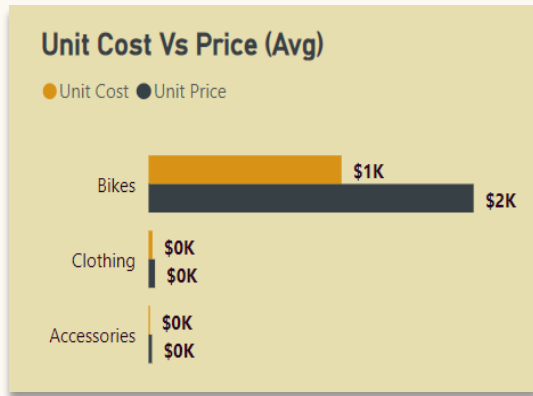 Unit Cost Vs Price (Avg)
Unit Cost Unit Price
Bikes
$1K
$2K
Clothing
$0K
$0K
Accessories
$0K
$0K